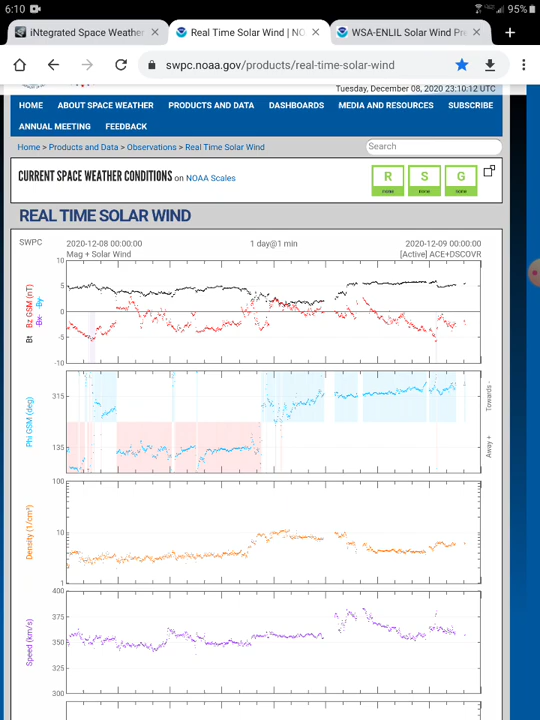 6:10 95%
iNtegrated Space Weather
Real Time Solar Wind | NO
WSA-ENLIL Solar Wind Pre
swpc.noaa.gov/products/real-time-solar-wind
Tuesday, December 08, 2020 23:10:12 UTC
HOME ABOUT SPACE WEATHER PRODUCTS AND DATA DASHBOARDS MEDIA AND RESOURCES SUBSCRIBE
ANNUAL MEETING FEEDBACK
Home > Products and Data > Observations > Real Time Solar Wind
Search
CURRENT SPACE WEATHER CONDITIONS on NOAA Scales
R S G
none none none
REAL TIME SOLAR WIND
SWPC 2020-12-08 00:00:00 1 day@1 min 2020-12-09 00:00:00
Mag + Solar Wind [Active] ACE+DSCOVR
10
5
0
-5
-10
Bt Bz GSM (nT)
Bx By
315
135
Phi GSM (deg)
Towards -
Away +
100
10
1
Density (1/cm³)
400
375
350
325
300
Speed (km/s)